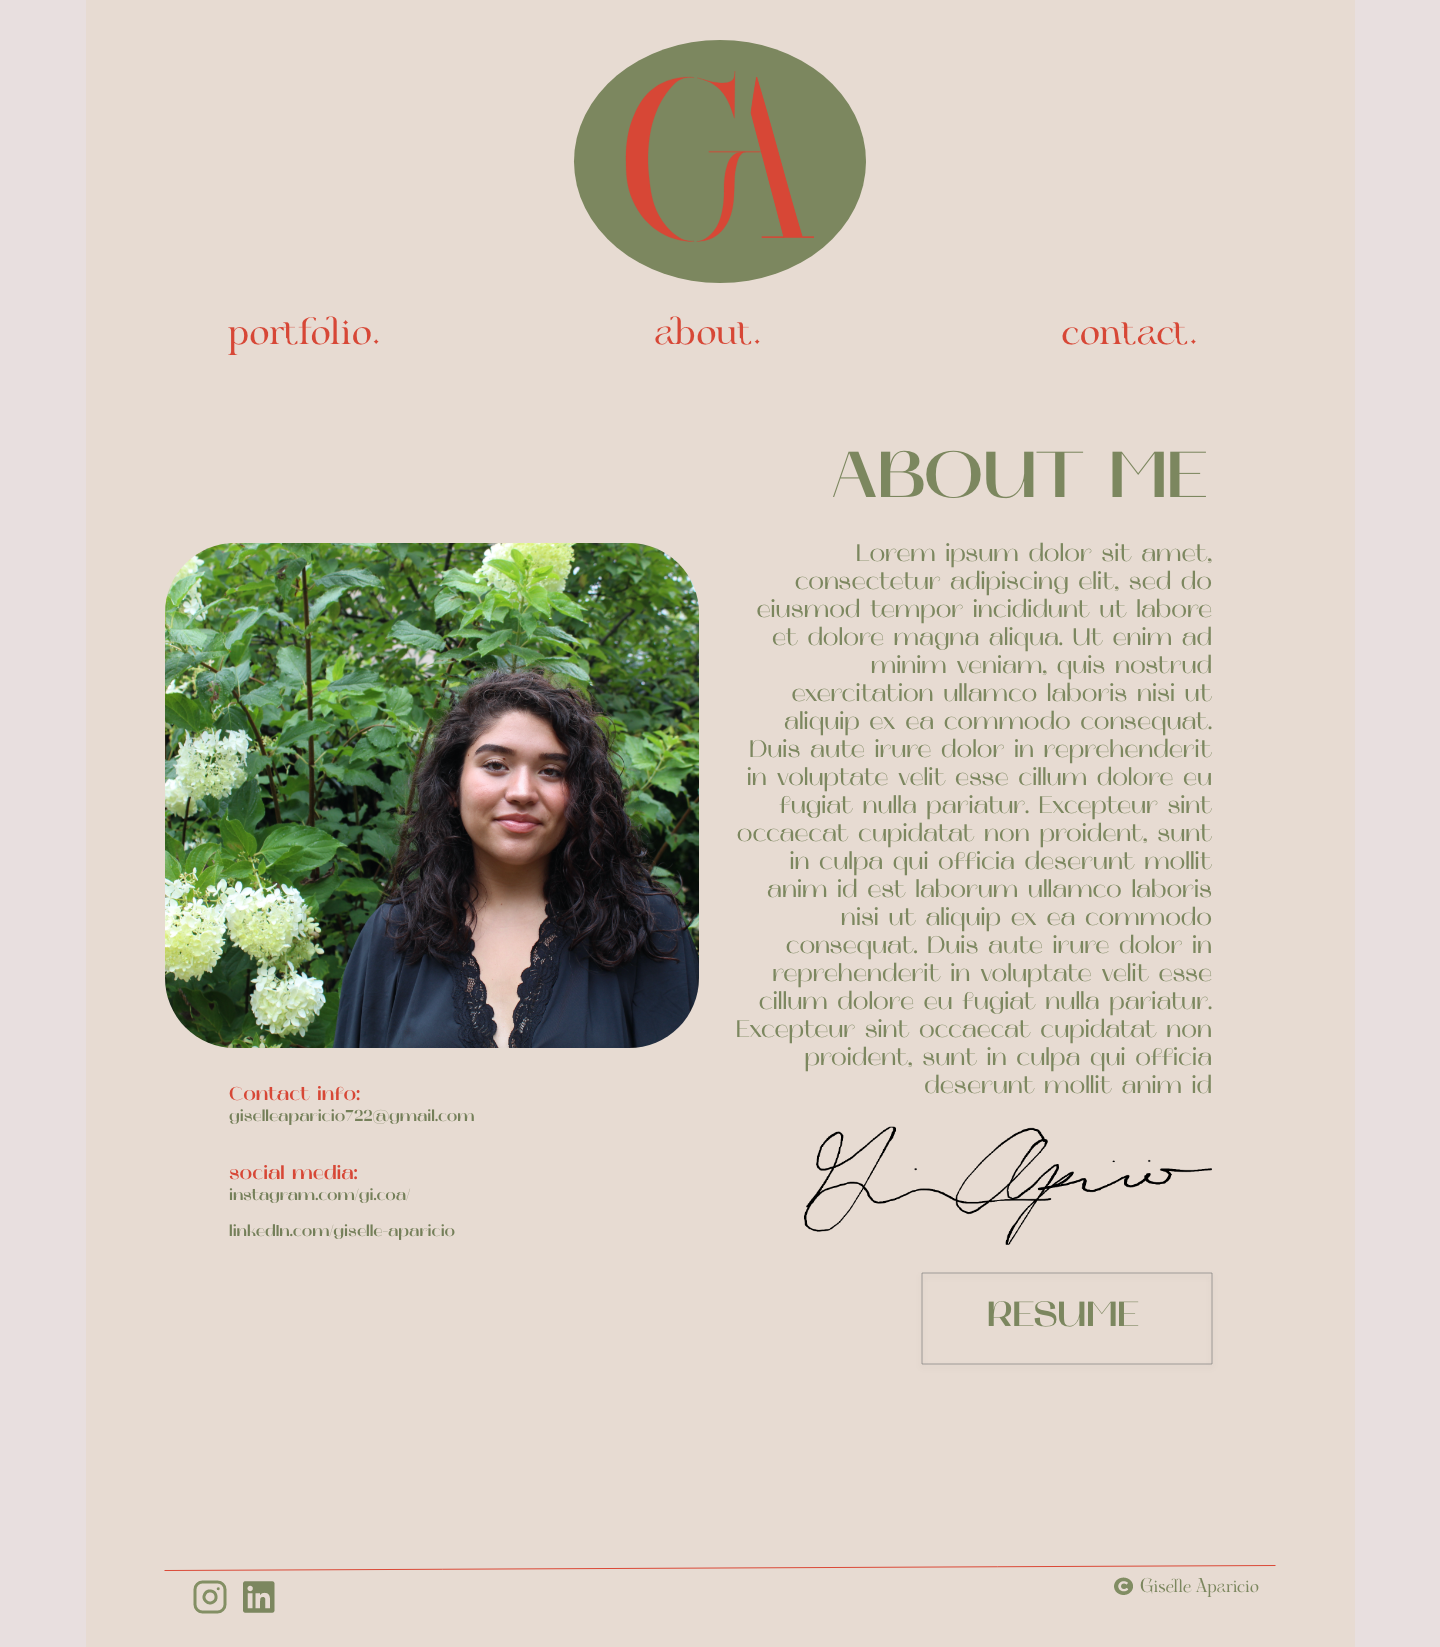 GA
portfolio.
about.
contact.
ABOUT ME
Lorem ipsum dolor sit amet,
consectetur adipiscing elit, sed do
eiusmod tempor incididunt ut labore
et dolore magna aliqua. Ut enim ad
minim veniam, quis nostrud
exercitation ullamco laboris nisi ut
aliquip ex ea commodo consequat.
Duis aute irure dolor in reprehenderit
in voluptate velit esse cillum dolore eu
fugiat nulla pariatur. Excepteur sint
occaecat cupidatat non proident, sunt
in culpa qui officia deserunt mollit
anim id est laborum ullamco laboris
nisi ut aliquip ex ea commodo
consequat. Duis aute irure dolor in
reprehenderit in voluptate velit esse
cillum dolore eu fugiat nulla pariatur.
Excepteur sint occaecat cupidatat non
proident, sunt in culpa qui officia
deserunt mollit anim id
Contact info:
giselleaparicio722@gmail.com
social media:
instagram.com/gi.coa/
linkedIn.com/giselle-aparicio
RESUME
in
© Giselle Aparicio